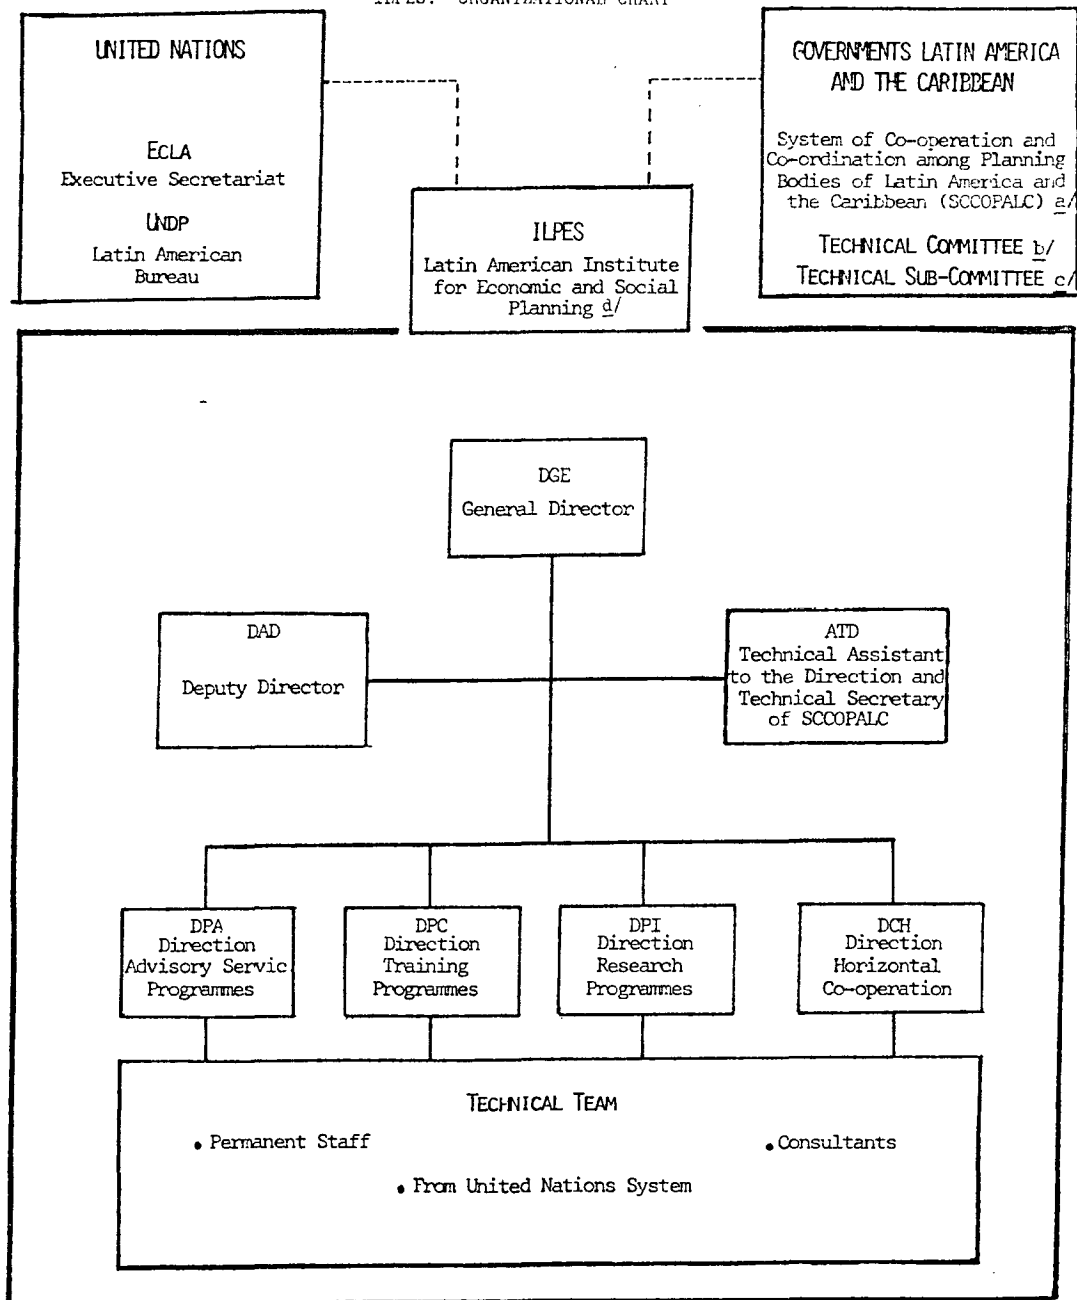 ILPES: ORGANIZATIONAL CHART
UNITED NATIONS
ECLA
Executive Secretariat
UNDP
Latin American
Bureau
GOVERNMENTS LATIN AMERICA
AND THE CARIBBEAN
System of Co-operation and
Co-ordination among Planning
Bodies of Latin America and
the Caribbean (SCCOPALC) a/
TECHNICAL COMMITTEE b/
TECHNICAL SUB-COMMITTEE c/
ILPES
Latin American Institute
for Economic and Social
Planning d/
DGE
General Director
DAD
Deputy Director
ATD
Technical Assistant
to the Direction and
Technical Secretary
of SCCOPALC
DPA
Direction
Advisory Servic
Programmes
DPC
Direction
Training
Programmes
DPI
Direction
Research
Programmes
DCH
Direction
Horizontal
Co-operation
TECHNICAL TEAM
• Permanent Staff
• Consultants
• From United Nations System